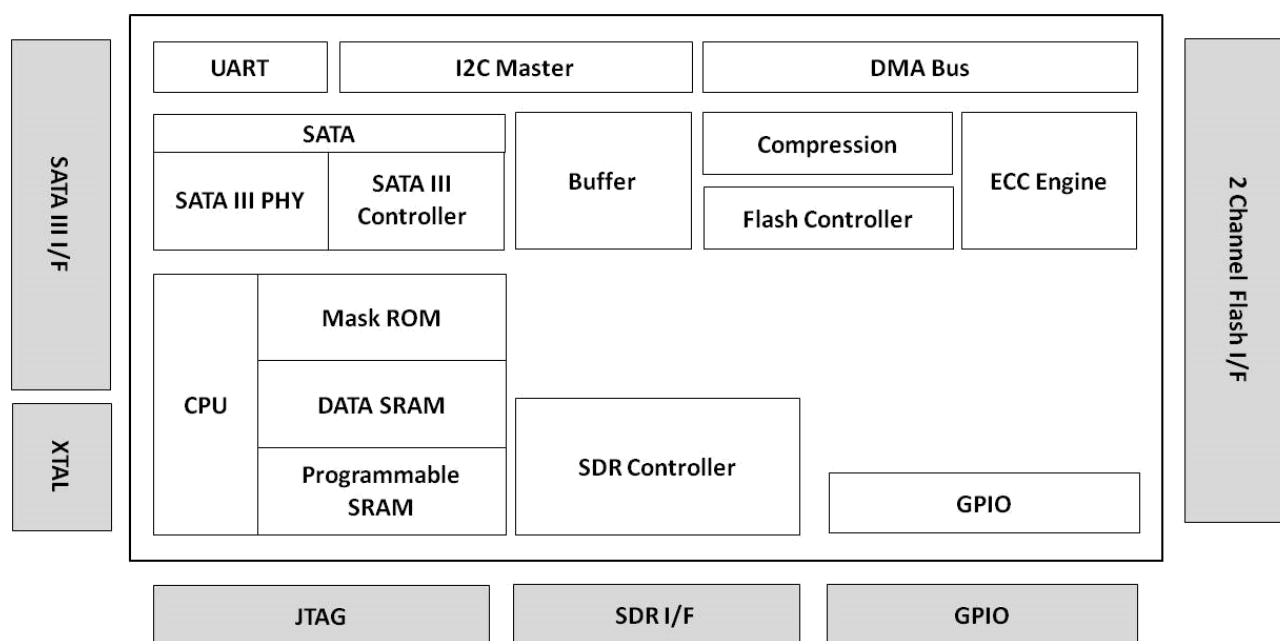 UART
I2C Master
DMA Bus
SATA
SATA III PHY
SATA III
Controller
Buffer
Compression
Flash Controller
ECC Engine
SATA III I/F
2 Channel Flash I/F
CPU
Mask ROM
DATA SRAM
Programmable
SRAM
SDR Controller
GPIO
XTAL
JTAG
SDR I/F
GPIO